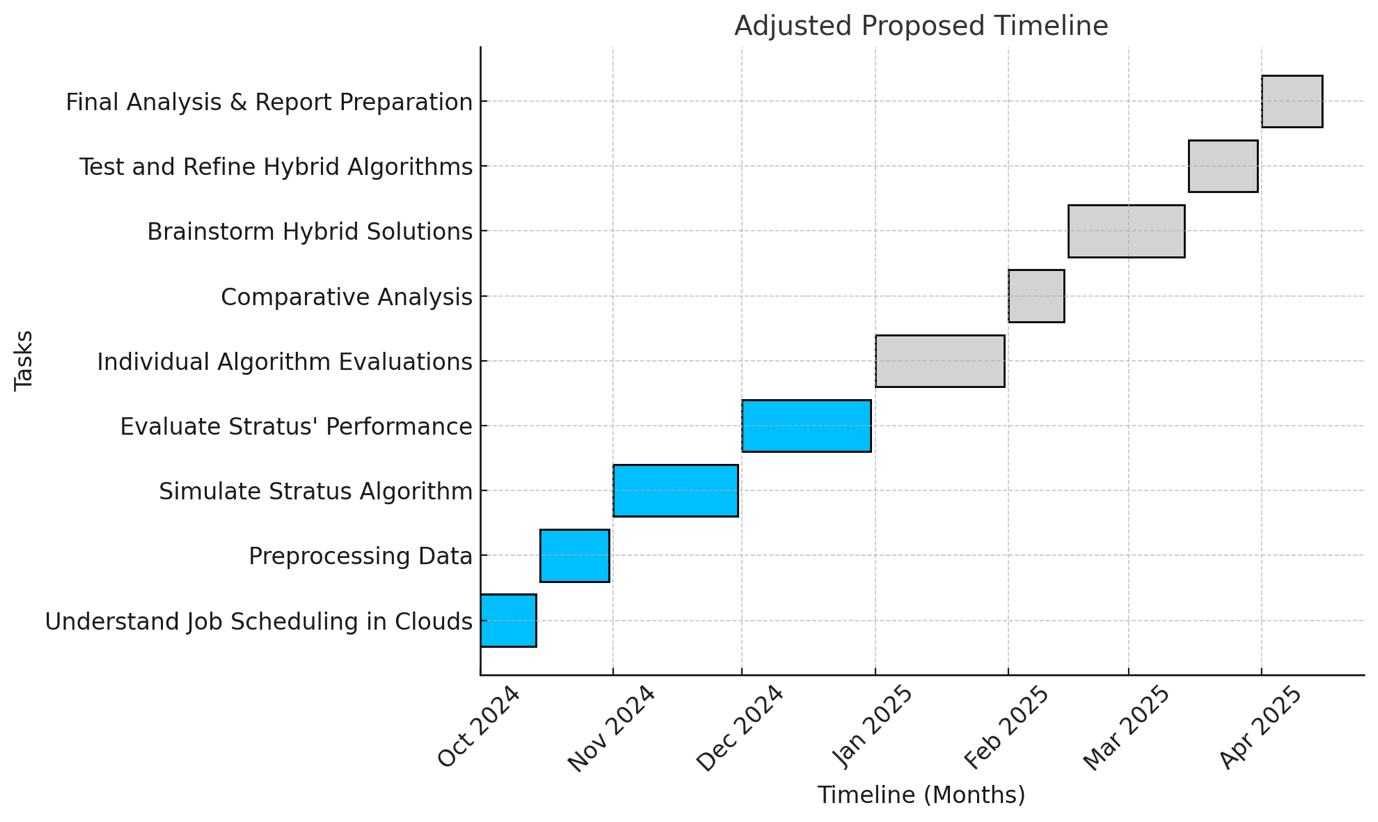 Adjusted Proposed Timeline
Final Analysis & Report Preparation
Test and Refine Hybrid Algorithms
Brainstorm Hybrid Solutions
Comparative Analysis
Individual Algorithm Evaluations
Evaluate Stratus' Performance
Simulate Stratus Algorithm
Preprocessing Data
Understand Job Scheduling in Clouds
Tasks
Oct 2024
Nov 2024
Dec 2024
Jan 2025
Feb 2025
Mar 2025
Apr 2025
Timeline (Months)